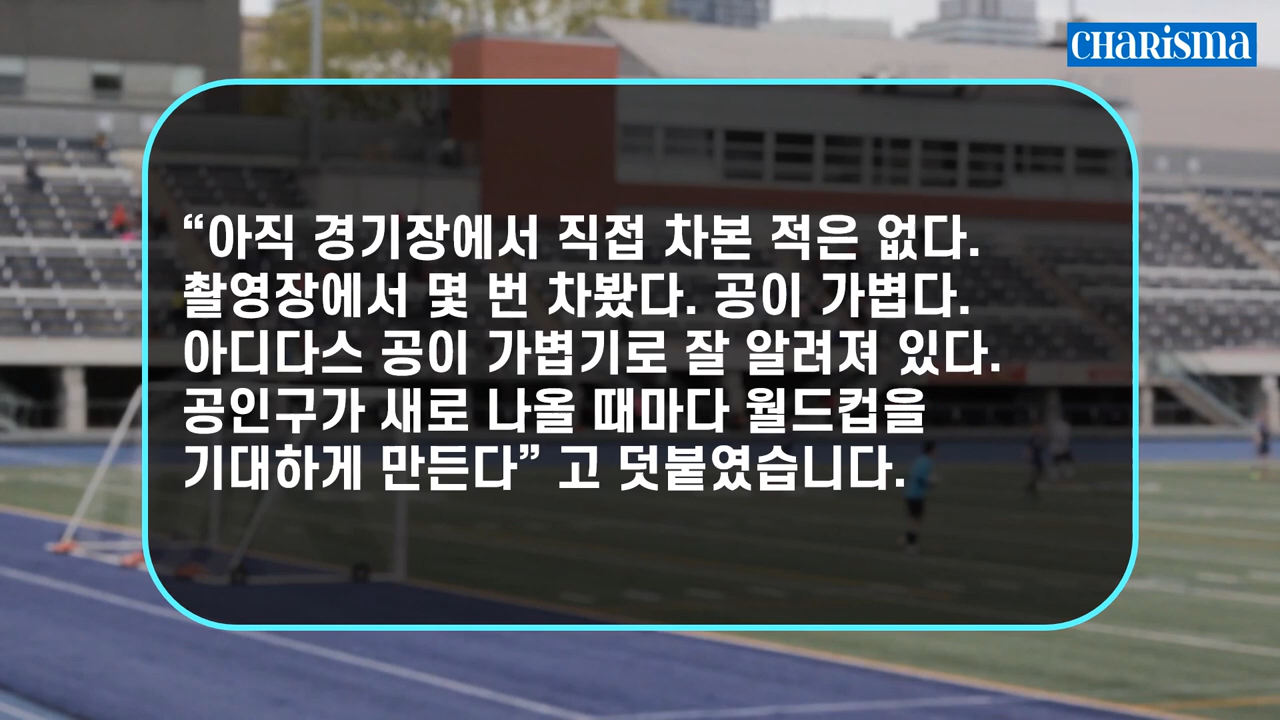 CHARiSMa
“아직 경기장에서 직접 차본 적은 없다.
촬영장에서 몇 번 차봤다. 공이 가볍다.
아디다스 공이 가볍기로 잘 알려져 있다.
공인구가 새로 나올 때마다 월드컵을
기대하게 만든다” 고 덧붙였습니다.